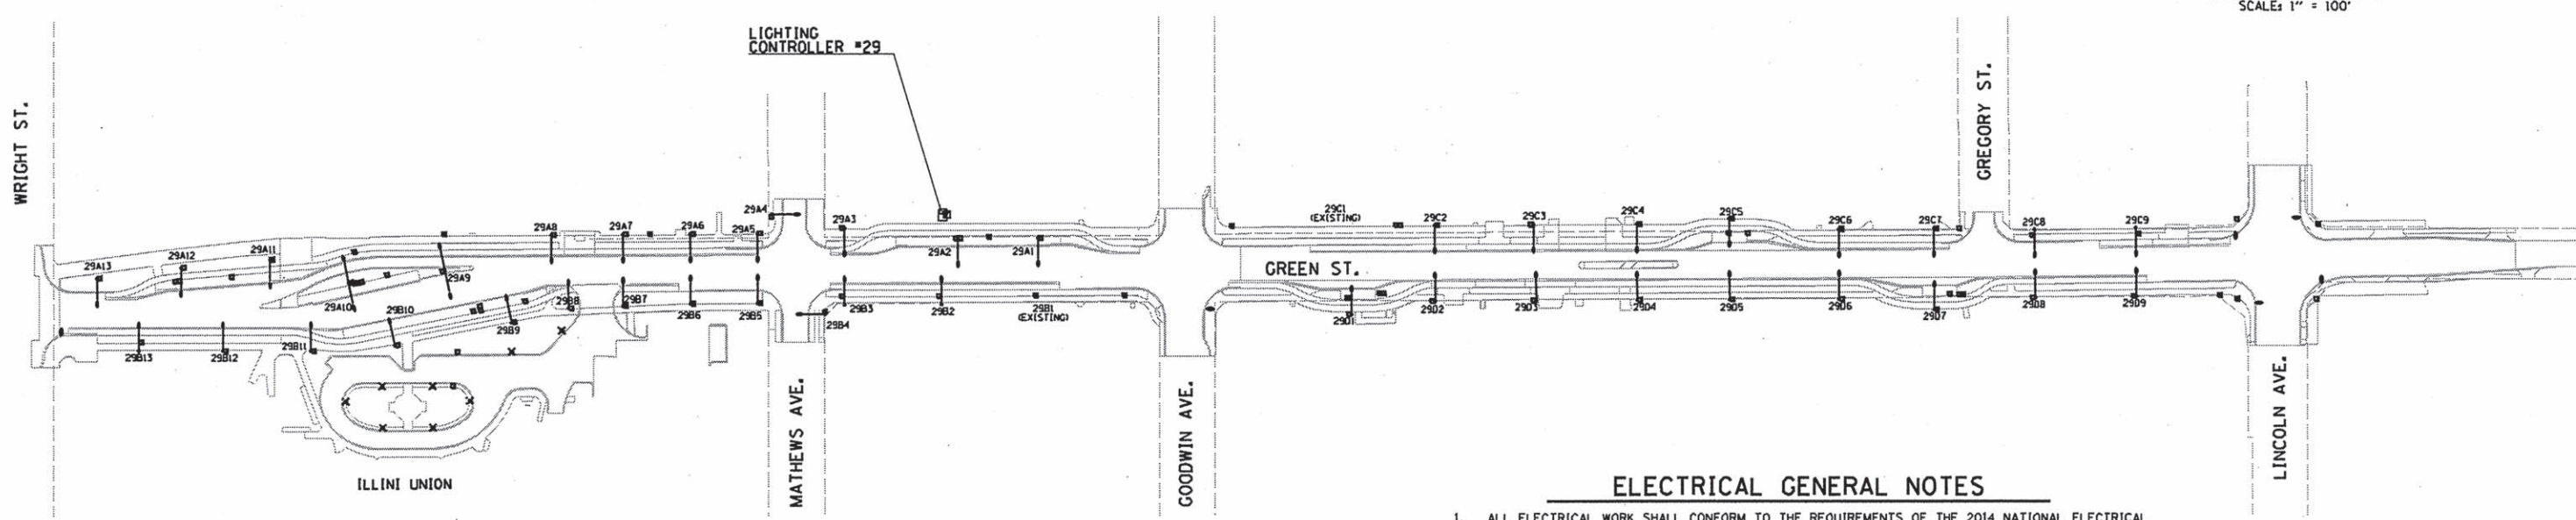 SCALE: 1" = 100'
LIGHTING
CONTROLLER #29
WRIGHT ST.
GREGORY ST.
29A13
29A12
29A11
29A10
29A9
29A8
29A7
29A6
29A5
29A4
29A3
29A2
29A1
29C1
(EXISTING)
29C2
29C3
29C4
29C5
29C6
29C7
29C8
29C9
GREEN ST.
29B13
29B12
29B11
29B10
29B9
29B8
29B7
29B6
29B5
29B4
29B3
29B2
29B1
(EXISTING)
29D1
29D2
29D3
29D4
29D5
29D6
29D7
29D8
29D9
ILLINI UNION
MATHEWS AVE.
GOODWIN AVE.
LINCOLN AVE.
ELECTRICAL GENERAL NOTES
1. ALL ELECTRICAL WORK SHALL CONFORM TO THE REQUIREMENTS OF THE 2014 NATIONAL ELECTRICAL